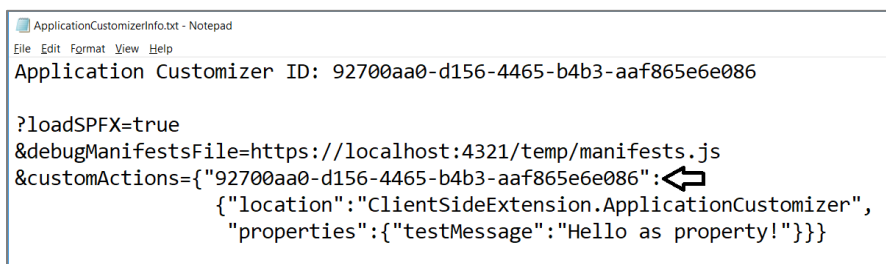 ApplicationCustomizerInfo.txt - Notepad
File Edit Format View Help
Application Customizer ID: 92700aa0-d156-4465-b4b3-aaf865e6e086
?loadSPFX=true
&debugManifestsFile=https://localhost:4321/temp/manifests.js
&customActions={"92700aa0-d156-4465-b4b3-aaf865e6e086":
{"location":"ClientSideExtension.ApplicationCustomizer",
"properties":{"testMessage":"Hello as property!"}}}